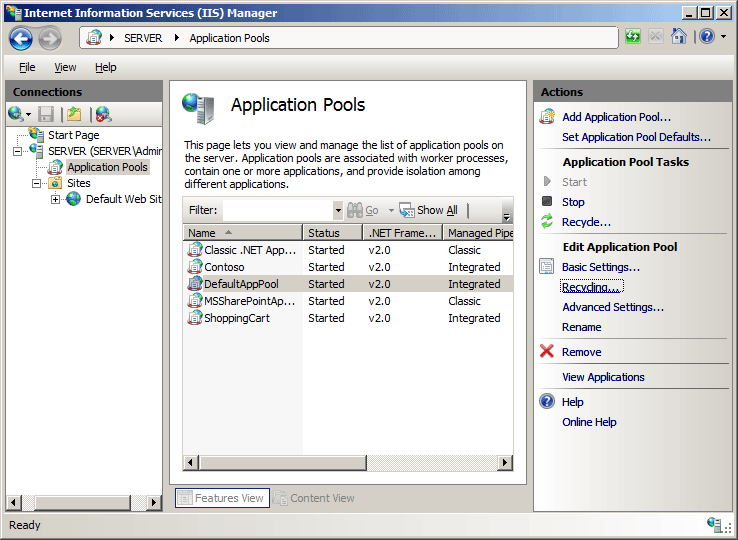 Internet Information Services (IIS) Manager
SERVER Application Pools
File View Help
Connections
Start Page
SERVER (SERVER\Admir
Application Pools
Sites
Default Web Sit
Application Pools
This page lets you view and manage the list of application pools on
the server. Application pools are associated with worker processes,
contain one or more applications, and provide isolation among
different applications.
Filter: Go Show All
Name Status .NET Frame... Managed Pipe
Classic .NET App... Started v2.0 Classic
Contoso Started v2.0 Integrated
DefaultAppPool Started v2.0 Integrated
MSSharePointAp... Started v2.0 Classic
ShoppingCart Started v2.0 Integrated
Features View Content View
Actions
Add Application Pool...
Set Application Pool Defaults...
Application Pool Tasks
Start
Stop
Recycle...
Edit Application Pool
Basic Settings...
Recycling...
Advanced Settings...
Rename
Remove
View Applications
Help
Online Help
Ready